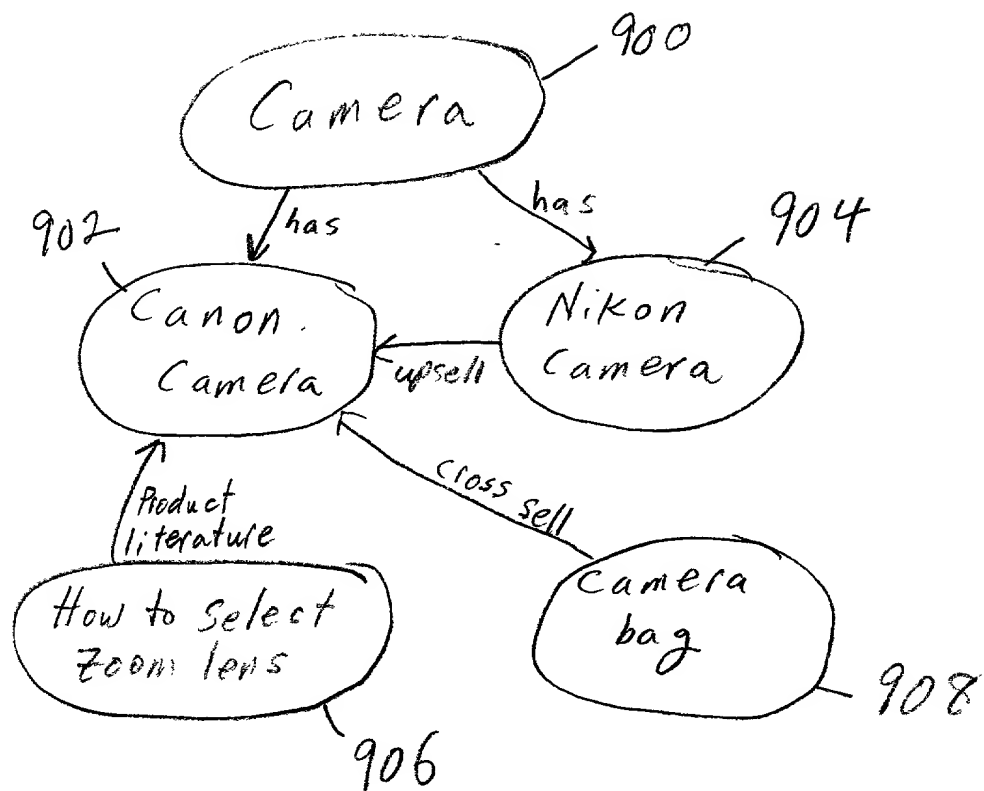 900
Camera
has
has
902
904
Canon
Camera
Nikon
Camera
upsell
cross sell
Product
literature
How to select
zoom lens
Camera
bag
908
906